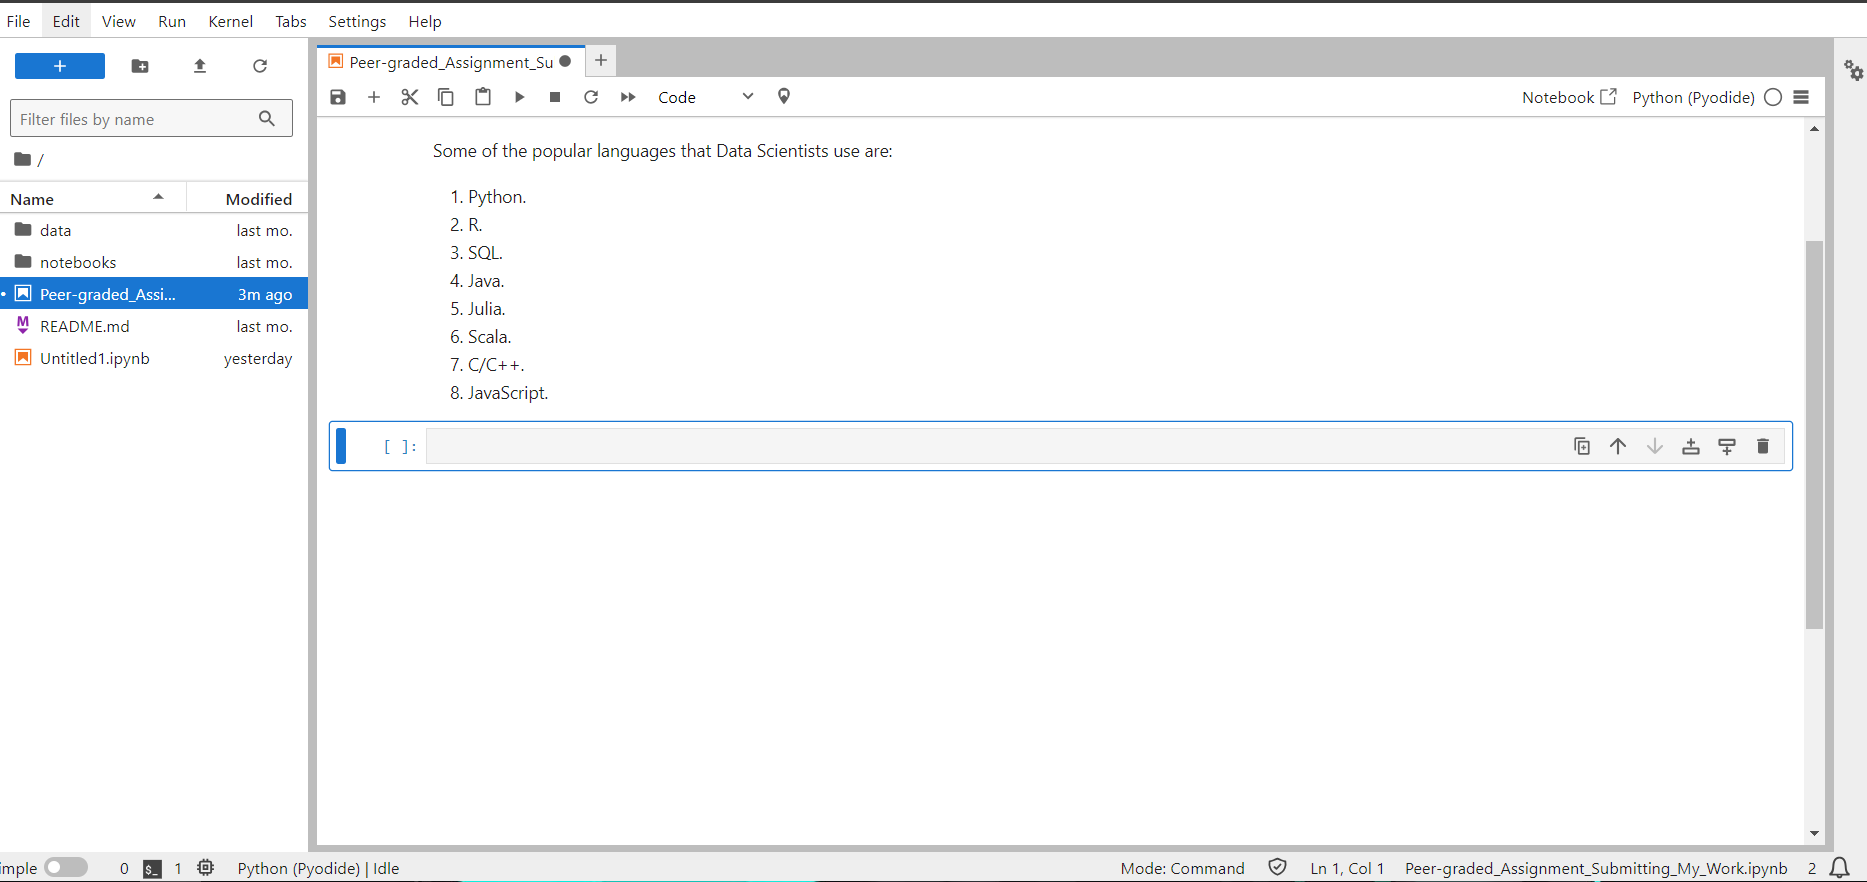 File Edit View Run Kernel Tabs Settings Help
+
Filter files by name
/
Name Modified
data last mo.
notebooks last mo.
• Peer-graded_Assi... 3m ago
README.md last mo.
Untitled1.ipynb yesterday
Peer-graded_Assignment_Su
Code
Notebook Python (Pyodide)
Some of the popular languages that Data Scientists use are:
1. Python.
2. R.
3. SQL.
4. Java.
5. Julia.
6. Scala.
7. C/C++.
8. JavaScript.
[ ]:
imple 0 $_ 1 Python (Pyodide) | Idle Mode: Command Ln 1, Col 1 Peer-graded_Assignment_Submitting_My_Work.ipynb 2